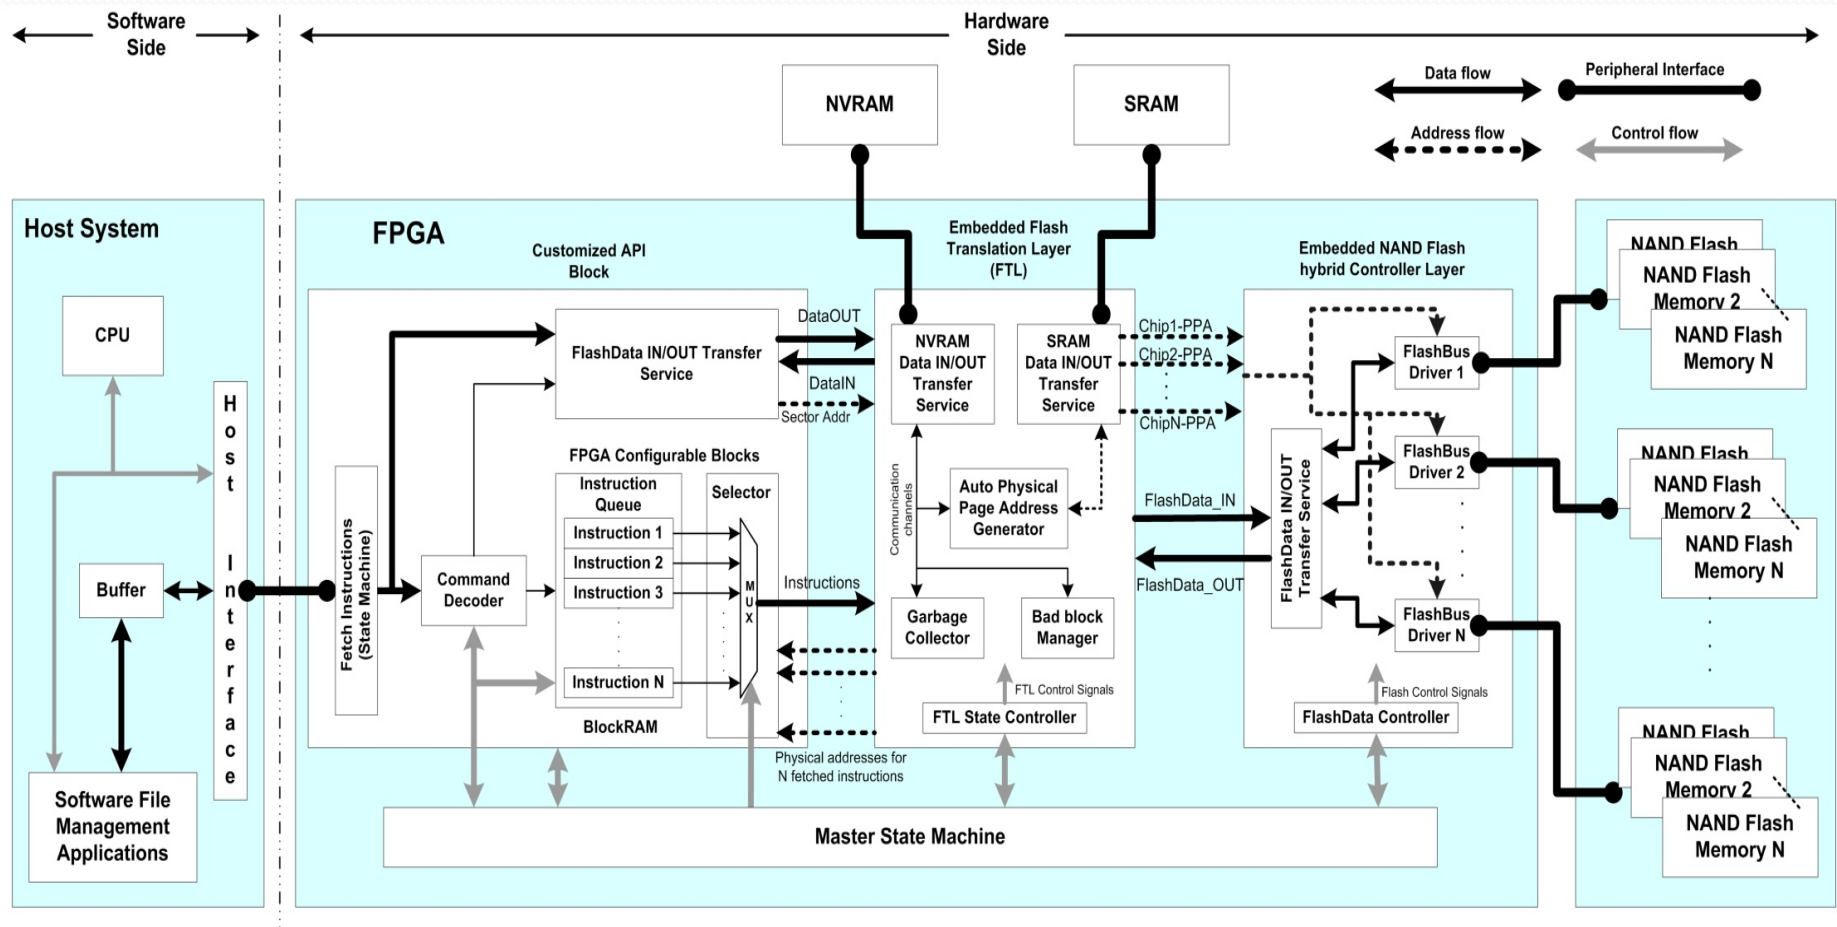 Software
Side
Hardware
Side
Data flow
Peripheral Interface
Address flow
Control flow
NVRAM
SRAM
Host System
CPU
Host Interface
Buffer
Software File
Management
Applications
FPGA
Customized API
Block
Embedded Flash
Translation Layer
(FTL)
Embedded NAND Flash
hybrid Controller Layer
Fetch Instructions
(State Machine)
FlashData IN/OUT Transfer
Service
Command
Decoder
FPGA Configurable Blocks
Instruction
Queue
Instruction 1
Instruction 2
Instruction 3
Instruction N
BlockRAM
Selector
MUX
DataOUT
DataIN
Sector Addr
Instructions
Physical addresses for
N fetched instructions
NVRAM
Data IN/OUT
Transfer
Service
SRAM
Data IN/OUT
Transfer
Service
Communication
channels
Auto Physical
Page Address
Generator
Garbage
Collector
Bad block
Manager
FTL Control Signals
FTL State Controller
Chip1-PPA
Chip2-PPA
ChipN-PPA
FlashData_IN
FlashData_OUT
FlashData IN/OUT
Transfer Service
FlashBus
Driver 1
FlashBus
Driver 2
FlashBus
Driver N
Flash Control Signals
FlashData Controller
Master State Machine
NAND Flash
NAND Flash
Memory 2
NAND Flash
Memory N
NAND Flash
NAND Flash
Memory 2
NAND Flash
Memory N
NAND Flash
NAND Flash
Memory 2
NAND Flash
Memory N